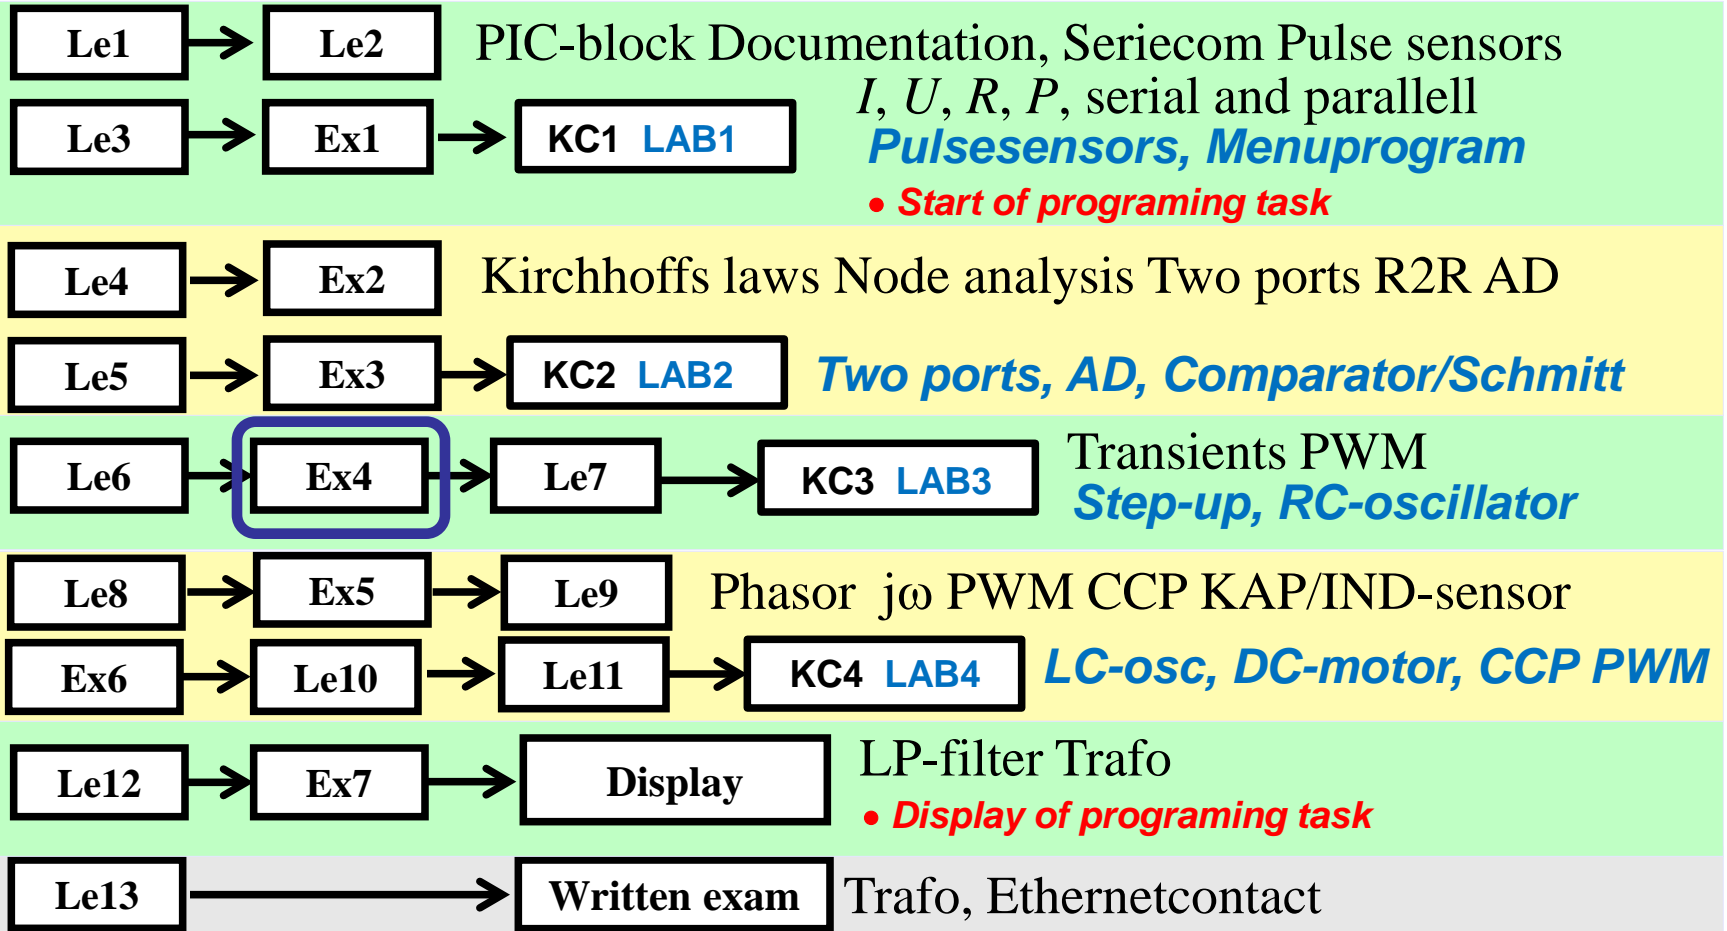 Le1 Le2 PIC-block Documentation, Seriecom Pulse sensors
I, U, R, P, serial and parallell
Le3 Ex1 KC1 LAB1 Pulsesensors, Menuprogram
• Start of programing task
Le4 Ex2 Kirchhoffs laws Node analysis Two ports R2R AD
Le5 Ex3 KC2 LAB2 Two ports, AD, Comparator/Schmitt
Le6 Ex4 Le7 KC3 LAB3 Transients PWM
Step-up, RC-oscillator
Le8 Ex5 Le9 Phasor jω PWM CCP KAP/IND-sensor
Ex6 Le10 Le11 KC4 LAB4 LC-osc, DC-motor, CCP PWM
Le12 Ex7 Display LP-filter Trafo
• Display of programing task
Le13 Written exam Trafo, Ethernetcontact